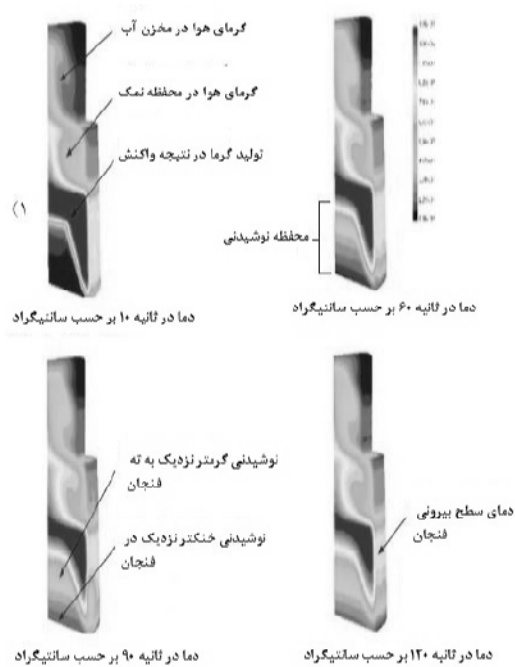 گرمای هوا در مخزن آب
گرمای هوا در محفظه نمک
تولید گرما در نتیجه واکنش
۱)
محفظه نوشیدنی
دما در ثانیه ۱۰ بر حسب سانتیگراد
دما در ثانیه ۶۰ بر حسب سانتیگراد
نوشیدنی گرمتر نزدیک به ته
فنجان
نوشیدنی خنکتر نزدیک در
فنجان
دمای سطح بیرونی
فنجان
دما در ثانیه ۹۰ بر حسب سانتیگراد
دما در ثانیه ۱۲۰ بر حسب سانتیگراد